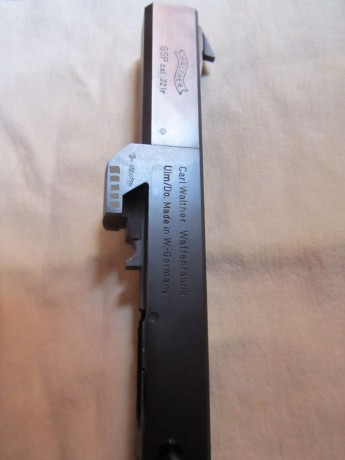 WALTHER
GSP cal .22 lr
Carl Walther Waffenfabrik
Ulm/Do. Made in W.-Germany